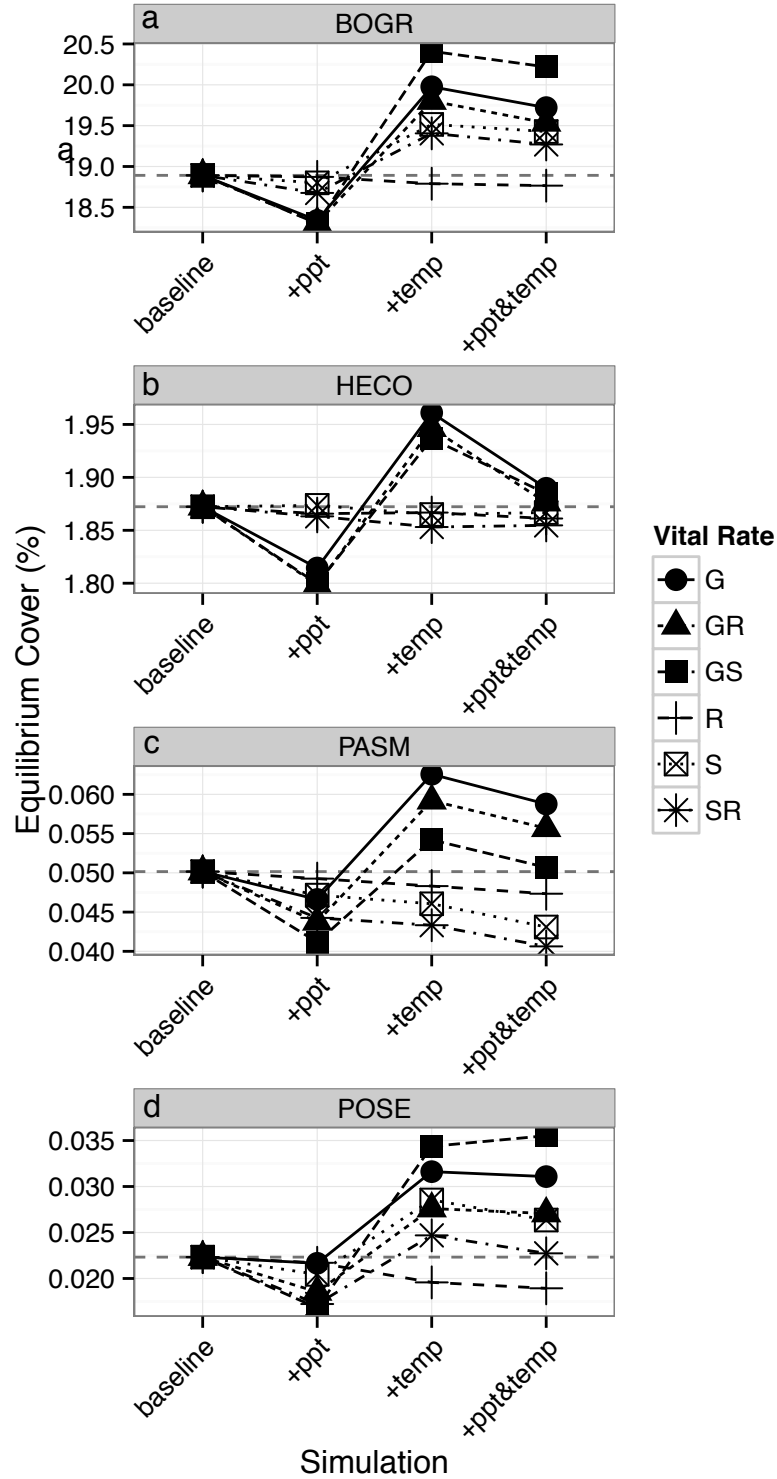 a
BOGR
20.5
20.0
19.5
a
19.0
18.5
baseline
+ppt
+temp
+ppt&temp
b
HECO
1.95
1.90
1.85
1.80
baseline
+ppt
+temp
+ppt&temp
Equilibrium Cover (%)
Vital Rate
G
GR
GS
R
S
SR
c
PASM
0.060
0.055
0.050
0.045
0.040
baseline
+ppt
+temp
+ppt&temp
d
POSE
0.035
0.030
0.025
0.020
baseline
+ppt
+temp
+ppt&temp
Simulation